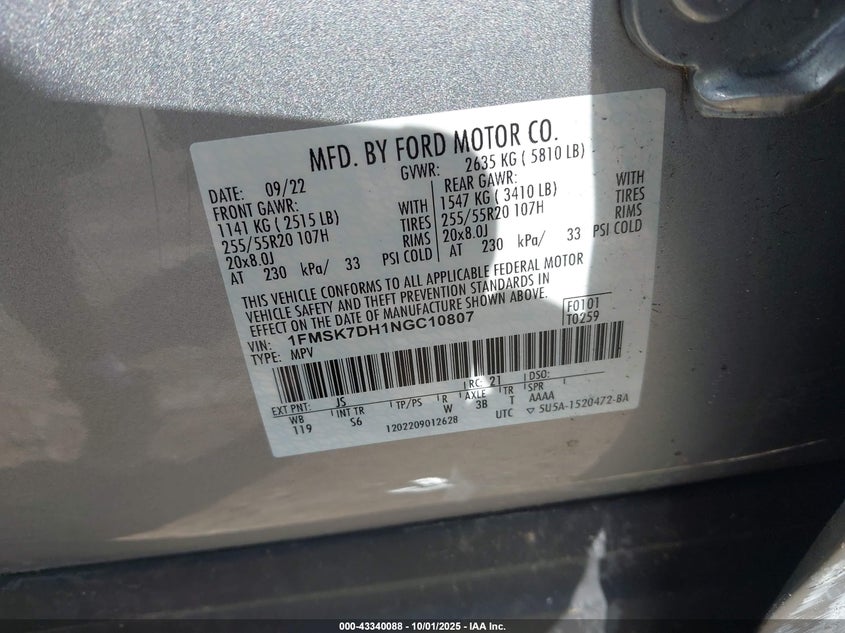 MFD. BY FORD MOTOR CO.
DATE: 09/22 GVWR: 2635 KG ( 5810 LB)
FRONT GAWR: REAR GAWR:
1141 KG ( 2515 LB) WITH 1547 KG ( 3410 LB) WITH
255/55R20 107H TIRES 255/55R20 107H TIRES
20x8.0J RIMS 20x8.0J RIMS
AT 230 kPa/ 33 PSI COLD AT 230 kPa/ 33 PSI COLD
THIS VEHICLE CONFORMS TO ALL APPLICABLE FEDERAL MOTOR
VEHICLE SAFETY AND THEFT PREVENTION STANDARDS IN
EFFECT ON THE DATE OF MANUFACTURE SHOWN ABOVE.
VIN: 1FMSK7DH1NGC10807 F0101
TYPE: MPV T0259
EXT PNT: JS RC: 21 DSO:
WB INT TR TP/PS R AXLE TR SPR
119 S6 W 3B T AAAA
1202209012628 UTC ▽ 5U5A-1520472-BA
000-43340088 - 10/01/2025 - IAA Inc.